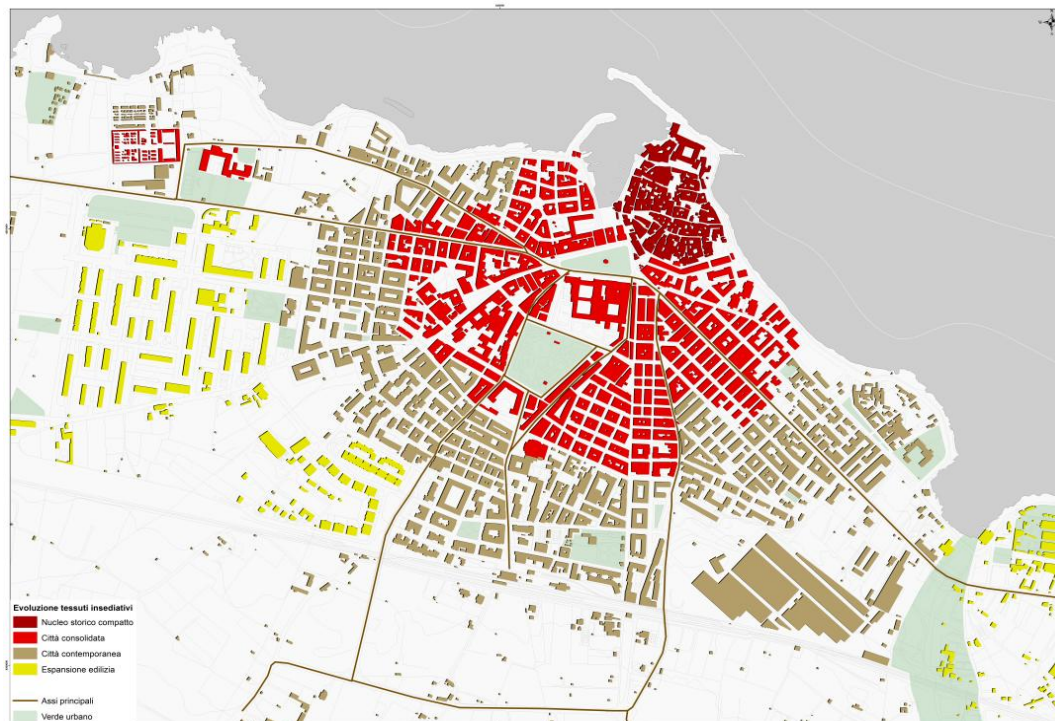 Evoluzione tessuti insediativi
Nucleo storico compatto
Città consolidata
Città contemporanea
Espansione edilizia
Assi principali
Verde urbano